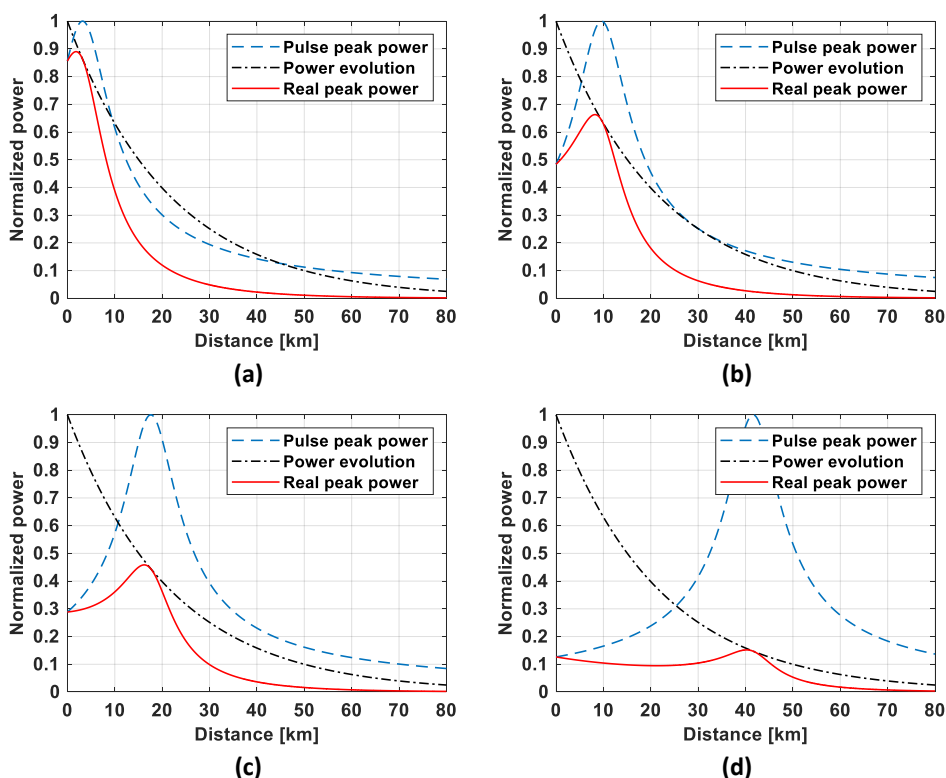 Normalized power
1
0.9
0.8
0.7
0.6
0.5
0.4
0.3
0.2
0.1
0
Pulse peak power
Power evolution
Real peak power
0 10 20 30 40 50 60 70 80
Distance [km]
(a)
Normalized power
1
0.9
0.8
0.7
0.6
0.5
0.4
0.3
0.2
0.1
0
Pulse peak power
Power evolution
Real peak power
0 10 20 30 40 50 60 70 80
Distance [km]
(b)
Normalized power
1
0.9
0.8
0.7
0.6
0.5
0.4
0.3
0.2
0.1
0
Pulse peak power
Power evolution
Real peak power
0 10 20 30 40 50 60 70 80
Distance [km]
(c)
Normalized power
1
0.9
0.8
0.7
0.6
0.5
0.4
0.3
0.2
0.1
0
Pulse peak power
Power evolution
Real peak power
0 10 20 30 40 50 60 70 80
Distance [km]
(d)